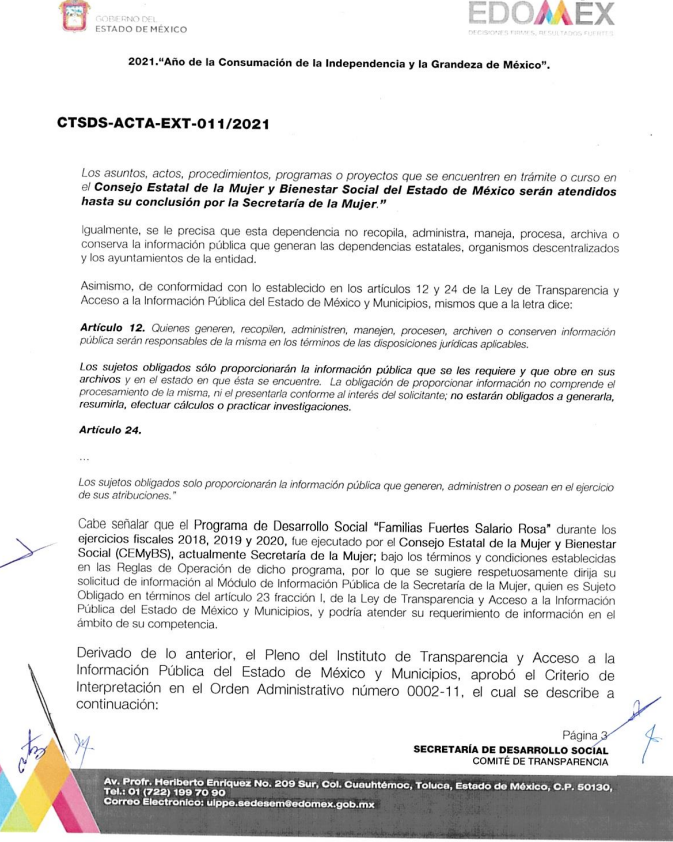 GOBIERNO DEL
ESTADO DE MÉXICO
EDOMÉX
DECISIONES FIRMES, RESULTADOS FUERTES.
2021.“Año de la Consumación de la Independencia y la Grandeza de México”.
CTSDS-ACTA-EXT-011/2021
Los asuntos, actos, procedimientos, programas o proyectos que se encuentren en trámite o curso en
el Consejo Estatal de la Mujer y Bienestar Social del Estado de México serán atendidos
hasta su conclusión por la Secretaría de la Mujer.”
Igualmente, se le precisa que esta dependencia no recopila, administra, maneja, procesa, archiva o
conserva la información pública que generan las dependencias estatales, organismos descentralizados
y los ayuntamientos de la entidad.
Asimismo, de conformidad con lo establecido en los artículos 12 y 24 de la Ley de Transparencia y
Acceso a la Información Pública del Estado de México y Municipios, mismos que a la letra dice:
Artículo 12. Quienes generen, recopilen, administren, manejen, procesen, archiven o conserven información
pública serán responsables de la misma en los términos de las disposiciones jurídicas aplicables.
Los sujetos obligados sólo proporcionarán la información pública que se les requiere y que obre en sus
archivos y en el estado en que ésta se encuentre. La obligación de proporcionar información no comprende el
procesamiento de la misma, ni el presentarla conforme al interés del solicitante; no estarán obligados a generarla,
resumirla, efectuar cálculos o practicar investigaciones.
Artículo 24.
...
Los sujetos obligados solo proporcionarán la información pública que generen, administren o posean en el ejercicio
de sus atribuciones.”
Cabe señalar que el Programa de Desarrollo Social “Familias Fuertes Salario Rosa” durante los
ejercicios fiscales 2018, 2019 y 2020, fue ejecutado por el Consejo Estatal de la Mujer y Bienestar
Social (CEMyBS), actualmente Secretaría de la Mujer; bajo los términos y condiciones establecidas
en las Reglas de Operación de dicho programa, por lo que se sugiere respetuosamente dirija su
solicitud de información al Módulo de Información Pública de la Secretaría de la Mujer, quien es Sujeto
Obligado en términos del artículo 23 fracción I, de la Ley de Transparencia y Acceso a la Información
Pública del Estado de México y Municipios, y podría atender su requerimiento de información en el
ámbito de su competencia.
Derivado de lo anterior, el Pleno del Instituto de Transparencia y Acceso a la
Información Pública del Estado de México y Municipios, aprobó el Criterio de
Interpretación en el Orden Administrativo número 0002-11, el cual se describe a
continuación:
Página 3
SECRETARÍA DE DESARROLLO SOCIAL
COMITÉ DE TRANSPARENCIA
Av. Profr. Heriberto Enríquez No. 209 Sur, Col. Cuauhtémoc, Toluca, Estado de México, C.P. 50130,
Tel.: 01 (722) 199 70 90
Correo Electronico: uippe.sedesem@edomex.gob.mx